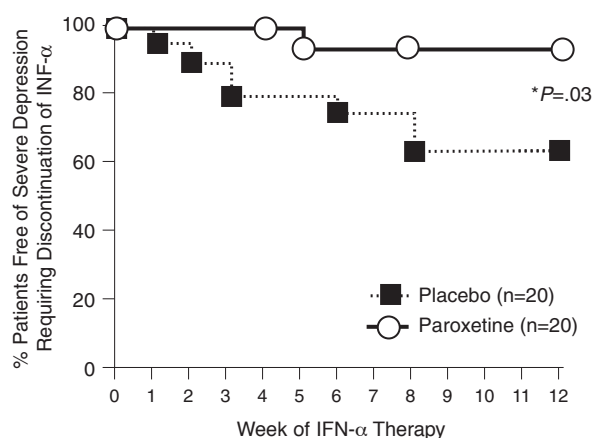 % Patients Free of Severe Depression
Requiring Discontinuation of INF-α
100
80
60
40
20
0
*P=.03
Placebo (n=20)
Paroxetine (n=20)
0 1 2 3 4 5 6 7 8 9 10 11 12
Week of IFN-α Therapy